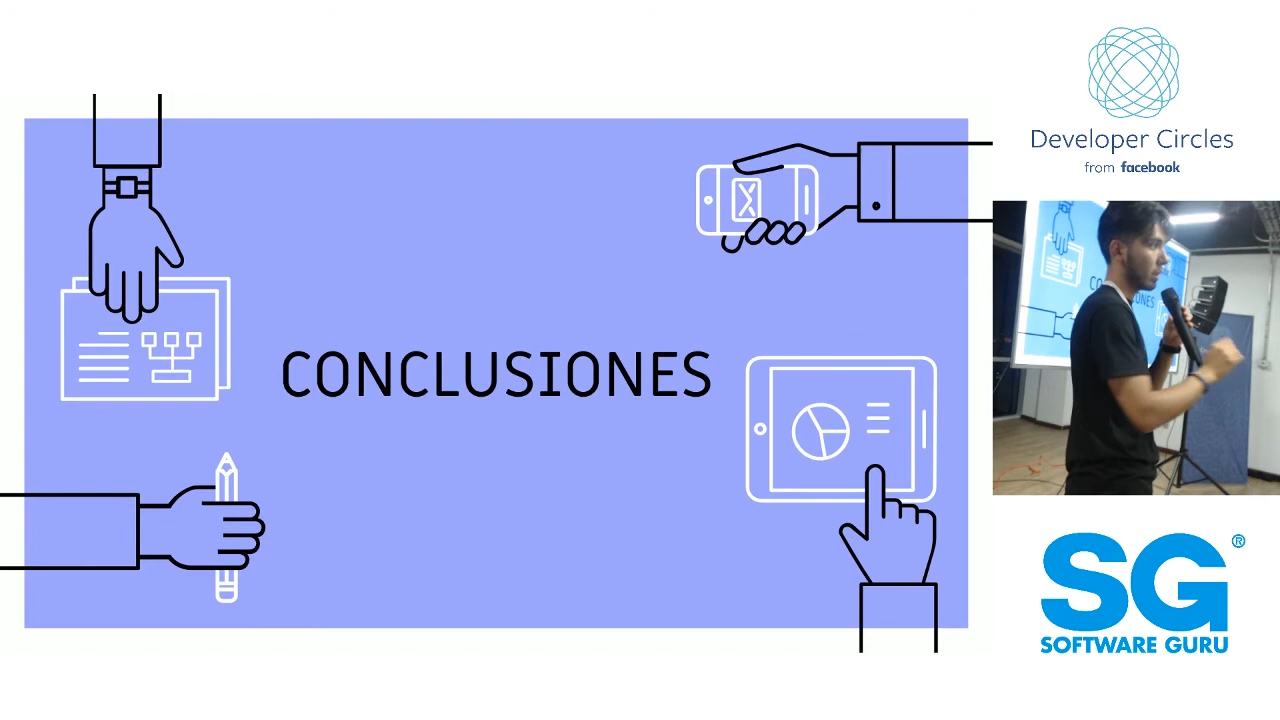 CONCLUSIONES
Developer Circles
from facebook
SG®
SOFTWARE GURU